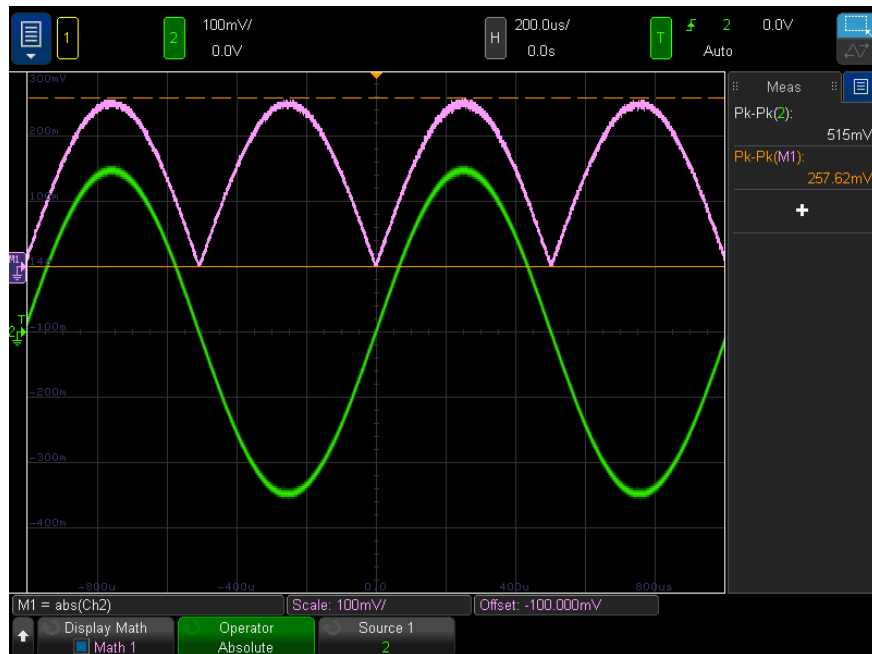 1
2
100mV/
0.0V
H
200.0us/
0.0s
T
2
0.0V
Auto
Meas
Pk-Pk(2):
515mV
Pk-Pk(M1):
257.62mV
+
300mV
200m
100m
M1
T
2
-100m
-200m
-300m
-400m
-800u
-400u
0.0
400u
800us
M1 = abs(Ch2)
Scale: 100mV/
Offset: -100.000mV
Display Math
Math 1
Operator
Absolute
Source 1
2